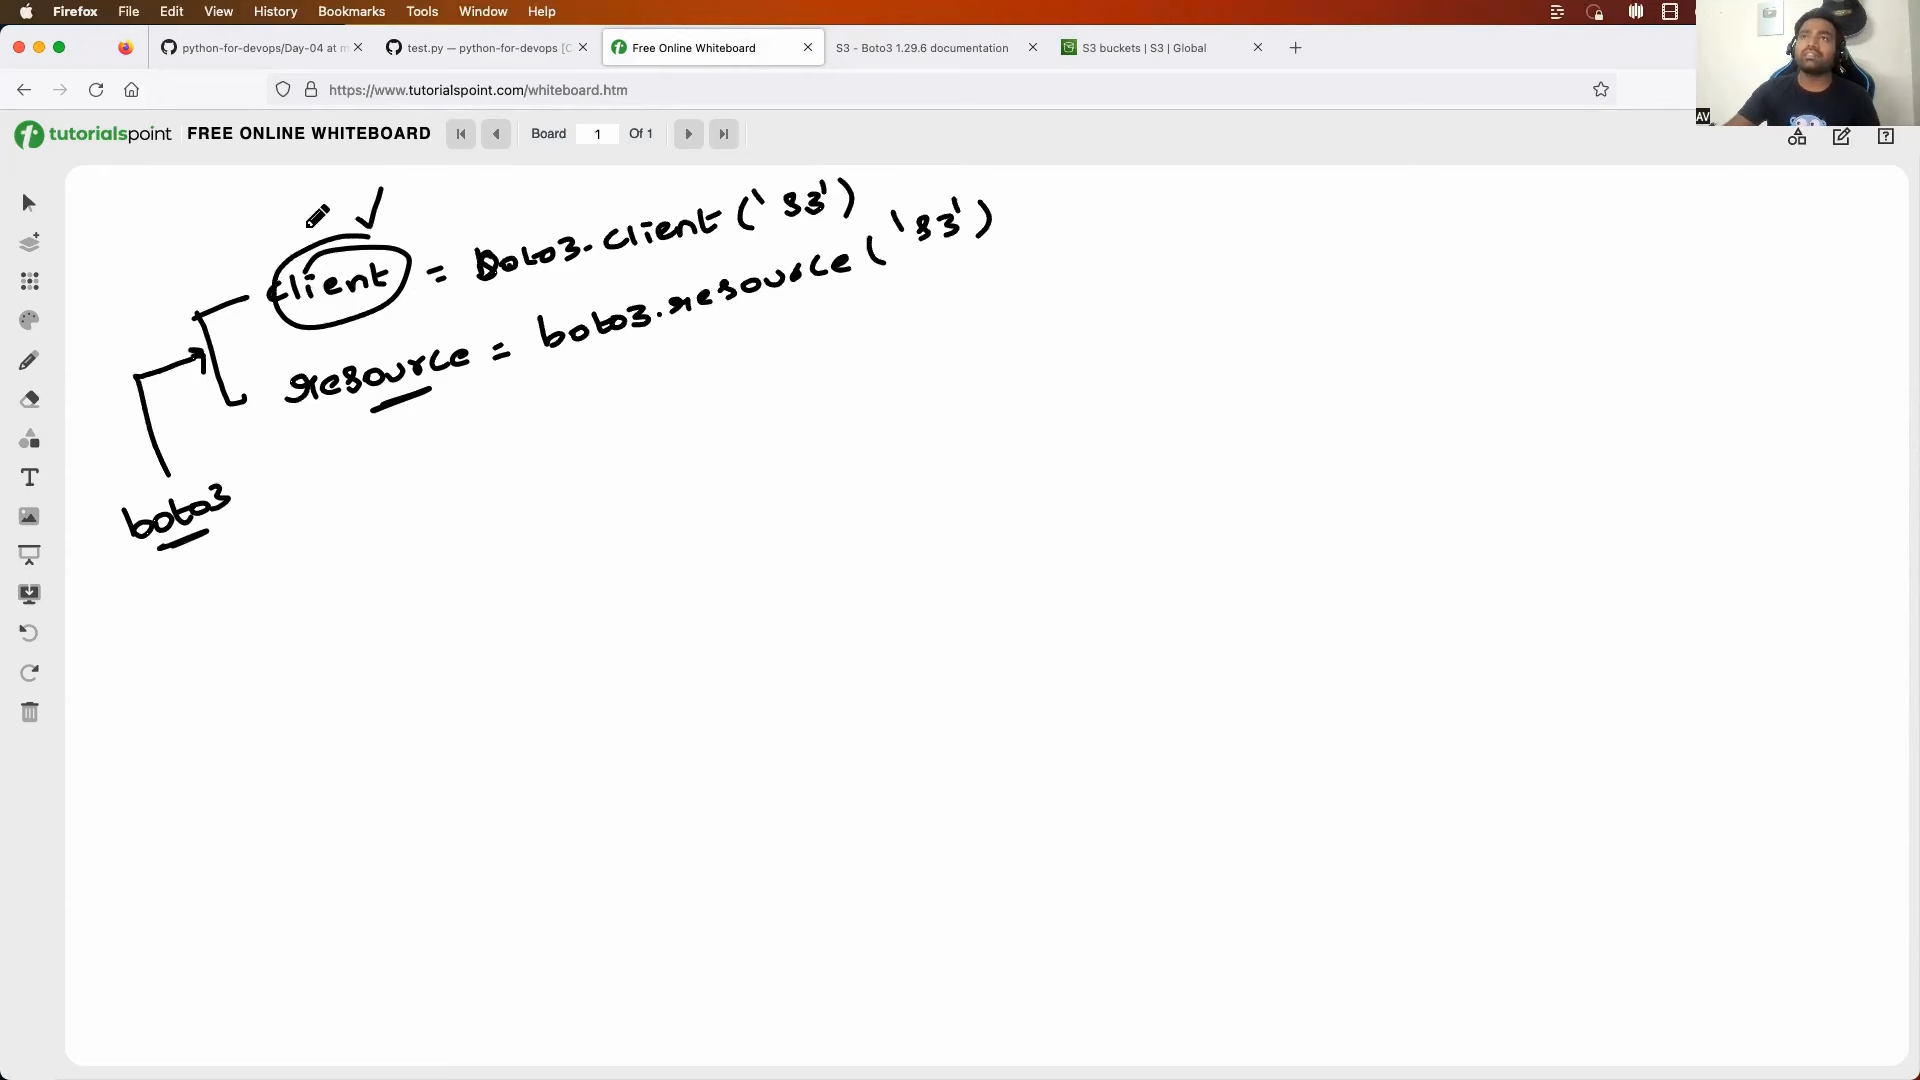 Firefox File Edit View History Bookmarks Tools Window Help
python-for-devops/Day-04 at m
test.py — python-for-devops [C
Free Online Whiteboard
S3 - Boto3 1.29.6 documentation
S3 buckets | S3 | Global
https://www.tutorialspoint.com/whiteboard.htm
AV
tutorialspoint FREE ONLINE WHITEBOARD Board 1 Of 1
client = boto3.client('s3')
resource = boto3.resource('s3')
boto3